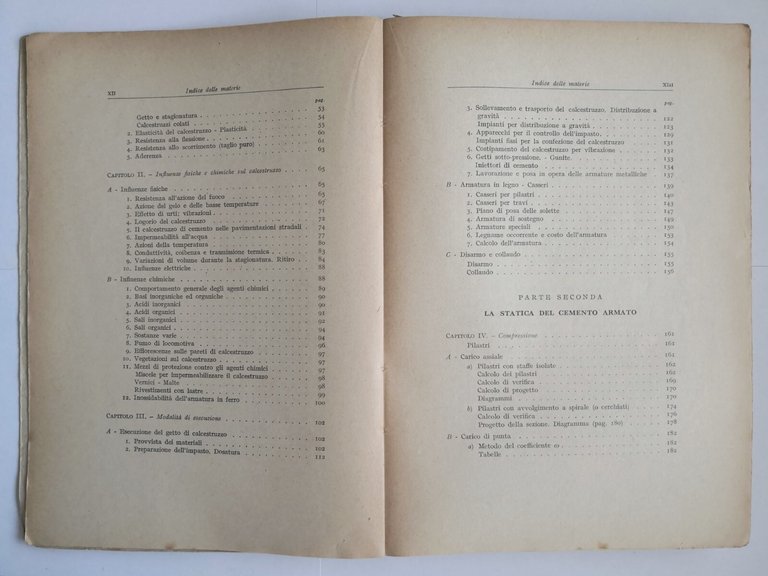 XII Indice delle materie
pag.
Getto e stagionatura . . . . . . . . . . 53
Calcestruzzi colati . . . . . . . . . . 54
2. Elasticità del calcestruzzo - Plasticità . . . . . . 55
3. Resistenza alla flessione . . . . . . . . . . 60
4. Resistenza allo scorrimento (taglio puro) . . . . . 61
5. Aderenza . . . . . . . . . . 63
CAPITOLO II. – Influenze fisiche e chimiche sul calcestruzzo . . . . 65
A - Influenze fisiche . . . . . . . . . . 65
1. Resistenza all'azione del fuoco . . . . . . . 65
2. Azione del gelo e delle basse temperature . . . . . 67
3. Effetto di urti; vibrazioni . . . . . . . 71
4. Logorio del calcestruzzo . . . . . . . 72
5. Il calcestruzzo di cemento nelle pavimentazioni stradali 74
6. Impermeabilità all'acqua . . . . . . . 77
7. Azioni della temperatura . . . . . . . 80
8. Conduttività, coibenza e trasmissione termica . . . . 83
9. Variazioni di volume durante la stagionatura. Ritiro . . 84
10. Influenze elettriche . . . . . . . 88
B - Influenze chimiche . . . . . . . . . . 88
1. Comportamento generale degli agenti chimici . . . . 89
2. Basi inorganiche ed organiche . . . . . . . 90
3. Acidi inorganici . . . . . . . 90
4. Acidi organici . . . . . . . 91
5. Sali inorganici . . . . . . . 92
6. Sali organici . . . . . . . 94
7. Sostanze varie . . . . . . . 94
8. Fumo di locomotiva . . . . . . . 96
9. Efflorescenze sulle pareti di calcestruzzo . . . . . 97
10. Vegetazioni sul calcestruzzo . . . . . . . 97
11. Mezzi di protezione contro gli agenti chimici . . . . 97
Miscele per impermeabilizzare il calcestruzzo . . . . 98
Vernici - Malte . . . . . . . 98
Rivestimenti con lastre . . . . . . . 99
12. Inossidabilità dell'armatura in ferro . . . . . . 100
CAPITOLO III. – Modalità di esecuzione . . . . . . . 102
A - Esecuzione del getto di calcestruzzo . . . . . . . 102
1. Provvista dei materiali . . . . . . . 102
2. Preparazione dell'impasto. Dosatura . . . . . . 112
Indice delle materie XIII
pag.
3. Sollevamento e trasporto del calcestruzzo. Distribuzione a
gravità . . . . . . . . . . 122
Impianti per distribuzione a gravità . . . . . . 123
4. Apparecchi per il controllo dell'impasto. . . . . . 129
Impianti fissi per la confezione del calcestruzzo 131
5. Costipamento del calcestruzzo per vibrazione . . . . 132
6. Getti sotto-pressione. - Gunite. . . . . . . 137
Iniettori di cemento . . . . . . . 134
7. Lavorazione e posa in opera delle armature metalliche 137
B - Armatura in legno - Casseri . . . . . . . 139
1. Casseri per pilastri . . . . . . . 140
2. Casseri per travi . . . . . . . 143
3. Piano di posa delle solette . . . . . . . 147
4. Armatura di sostegno . . . . . . . 149
5. Armature speciali . . . . . . . 150
6. Legname occorrente e costo dell'armatura . . . . . 153
7. Calcolo dell'armatura . . . . . . . 154
C - Disarmo e collaudo . . . . . . . 155
Disarmo . . . . . . . 155
Collaudo . . . . . . . 156
PARTE SECONDA
LA STATICA DEL CEMENTO ARMATO
CAPITOLO IV. – Compressione . . . . . . . 161
Pilastri . . . . . . . 161
A - Carico assiale . . . . . . . 161
a) Pilastri con staffe isolate . . . . . . . 162
Calcolo dei pilastri . . . . . . . 162
Calcolo di verifica . . . . . . . 169
Calcolo di progetto . . . . . . . 170
Diagrammi . . . . . . . 170
b) Pilastri con avvolgimento a spirale (o cerchiati) 174
Calcolo di verifica . . . . . . . 176
Progetto della sezione. Diagramma (pag. 180) . . . . 178
B - Carico di punta . . . . . . . 182
a) Metodo del coefficiente ω . . . . . . . 182
Tabelle . . . . . . . 182